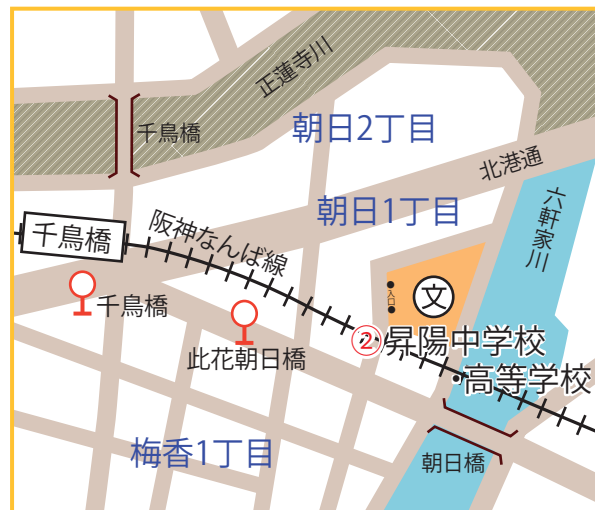 正蓮寺川
千鳥橋
朝日2丁目
北港通
朝日1丁目
六軒家川
阪神なんば線
千鳥橋
入口
文
千鳥橋
②昇陽中学校
・高等学校
此花朝日橋
梅香1丁目
朝日橋